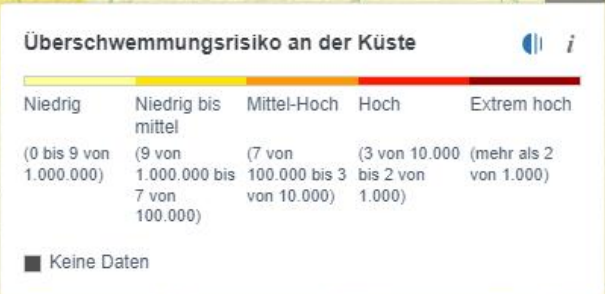 Überschwemmungsrisiko an der Küste i
Niedrig
(0 bis 9 von
1.000.000)
Niedrig bis
mittel
(9 von
1.000.000 bis
7 von
100.000)
Mittel-Hoch
(7 von
100.000 bis 3
von 10.000)
Hoch
(3 von 10.000
bis 2 von
1.000)
Extrem hoch
(mehr als 2
von 1.000)
Keine Daten